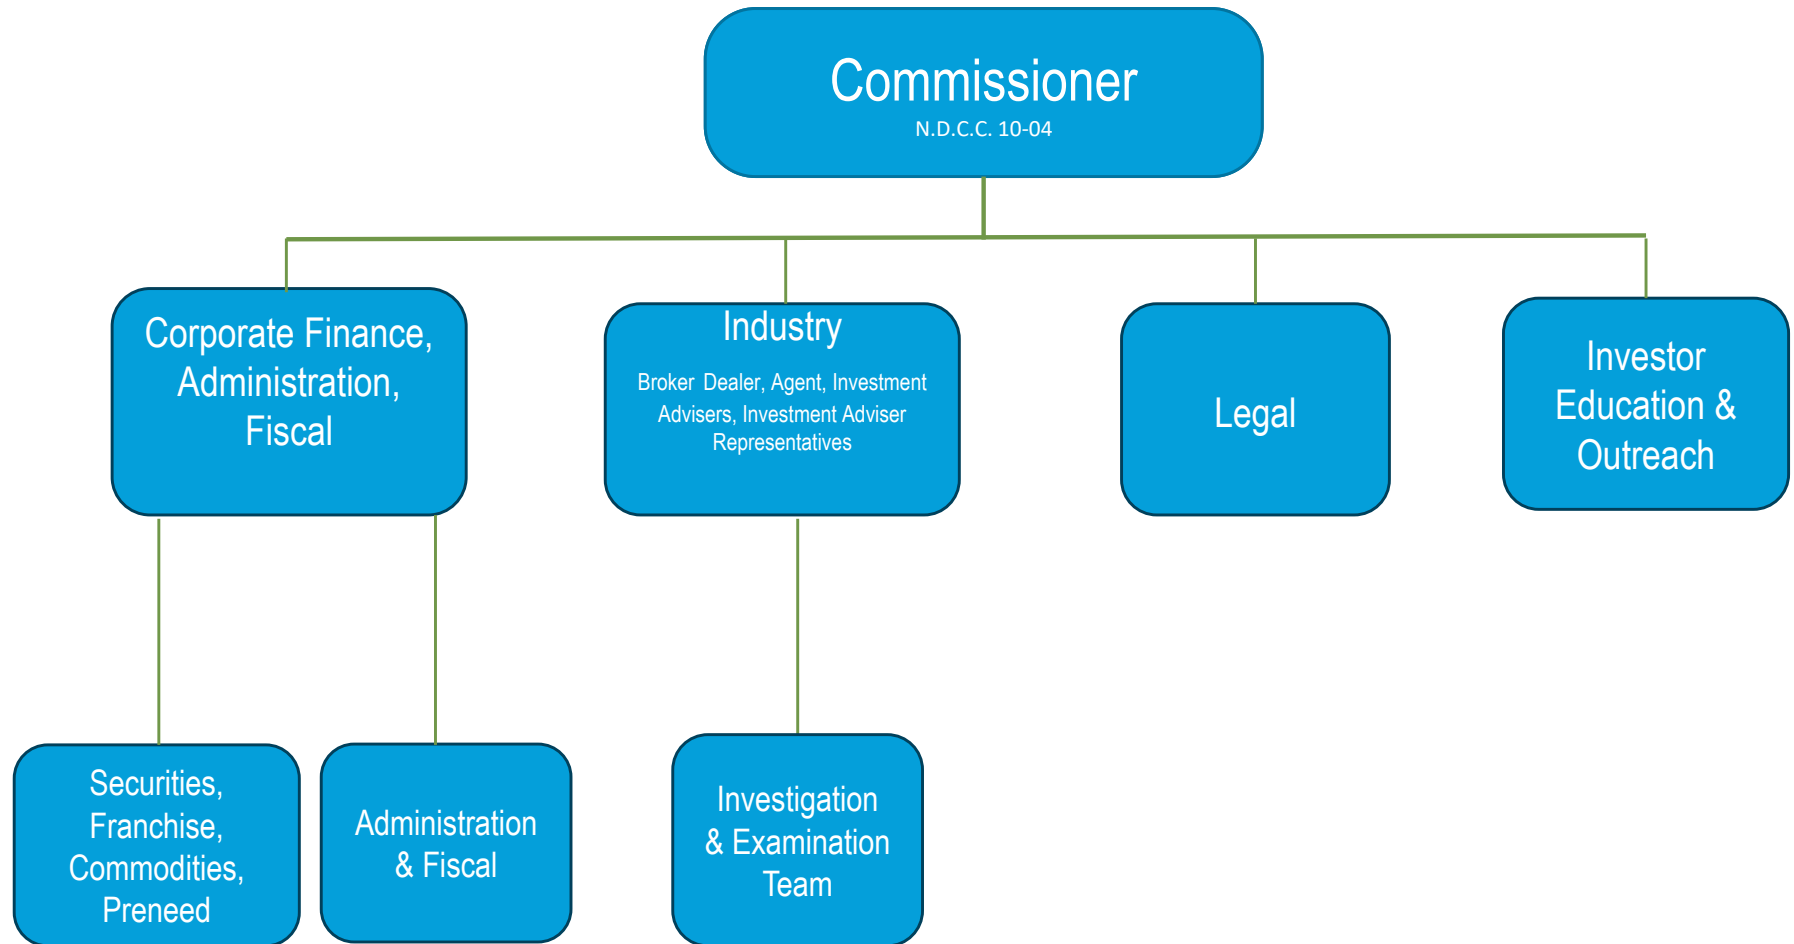 Commissioner
N.D.C.C. 10-04
Corporate Finance,
Administration,
Fiscal
Industry
Broker Dealer, Agent, Investment
Advisers, Investment Adviser
Representatives
Legal
Investor
Education &
Outreach
Securities,
Franchise,
Commodities,
Preneed
Administration
& Fiscal
Investigation
& Examination
Team